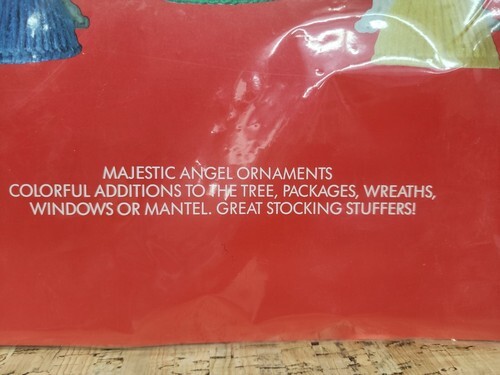 MAJESTIC ANGEL ORNAMENTS
COLORFUL ADDITIONS TO THE TREE, PACKAGES, WREATHS,
WINDOWS OR MANTEL. GREAT STOCKING STUFFERS!